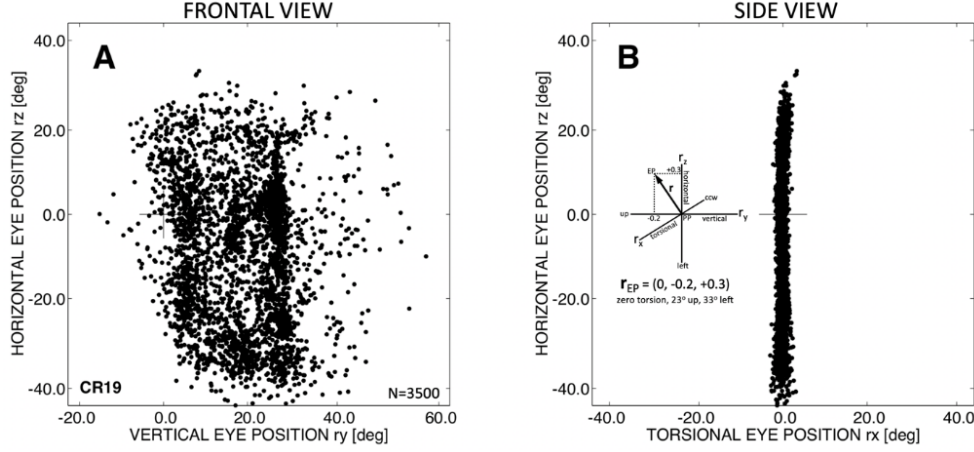 FRONTAL VIEW
A
40.0
20.0
0.0
-20.0
-40.0
HORIZONTAL EYE POSITION rz [deg]
CR19
N=3500
-20.0 0.0 20.0 40.0 60.0
VERTICAL EYE POSITION ry [deg]
SIDE VIEW
B
40.0
20.0
0.0
-20.0
-40.0
HORIZONTAL EYE POSITION rz [deg]
rz
+0.3
EP
horizontal
r
ccw
up
-0.2
PP
vertical
ry
torsional
rx
left
rEP = (0, -0.2, +0.3)
zero torsion, 23° up, 33° left
-40.0 -20.0 0.0 20.0 40.0
TORSIONAL EYE POSITION rx [deg]